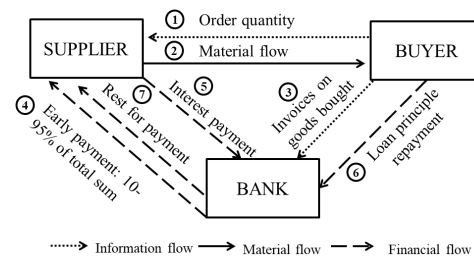 1 Order quantity
SUPPLIER
2 Material flow
BUYER
7
5 Interest payment
3 Invoices on
goods bought
Rest for payment
4 Early payment: 10-
95% of total sum
6 Loan principle
repayment
BANK
Information flow
Material flow
Financial flow